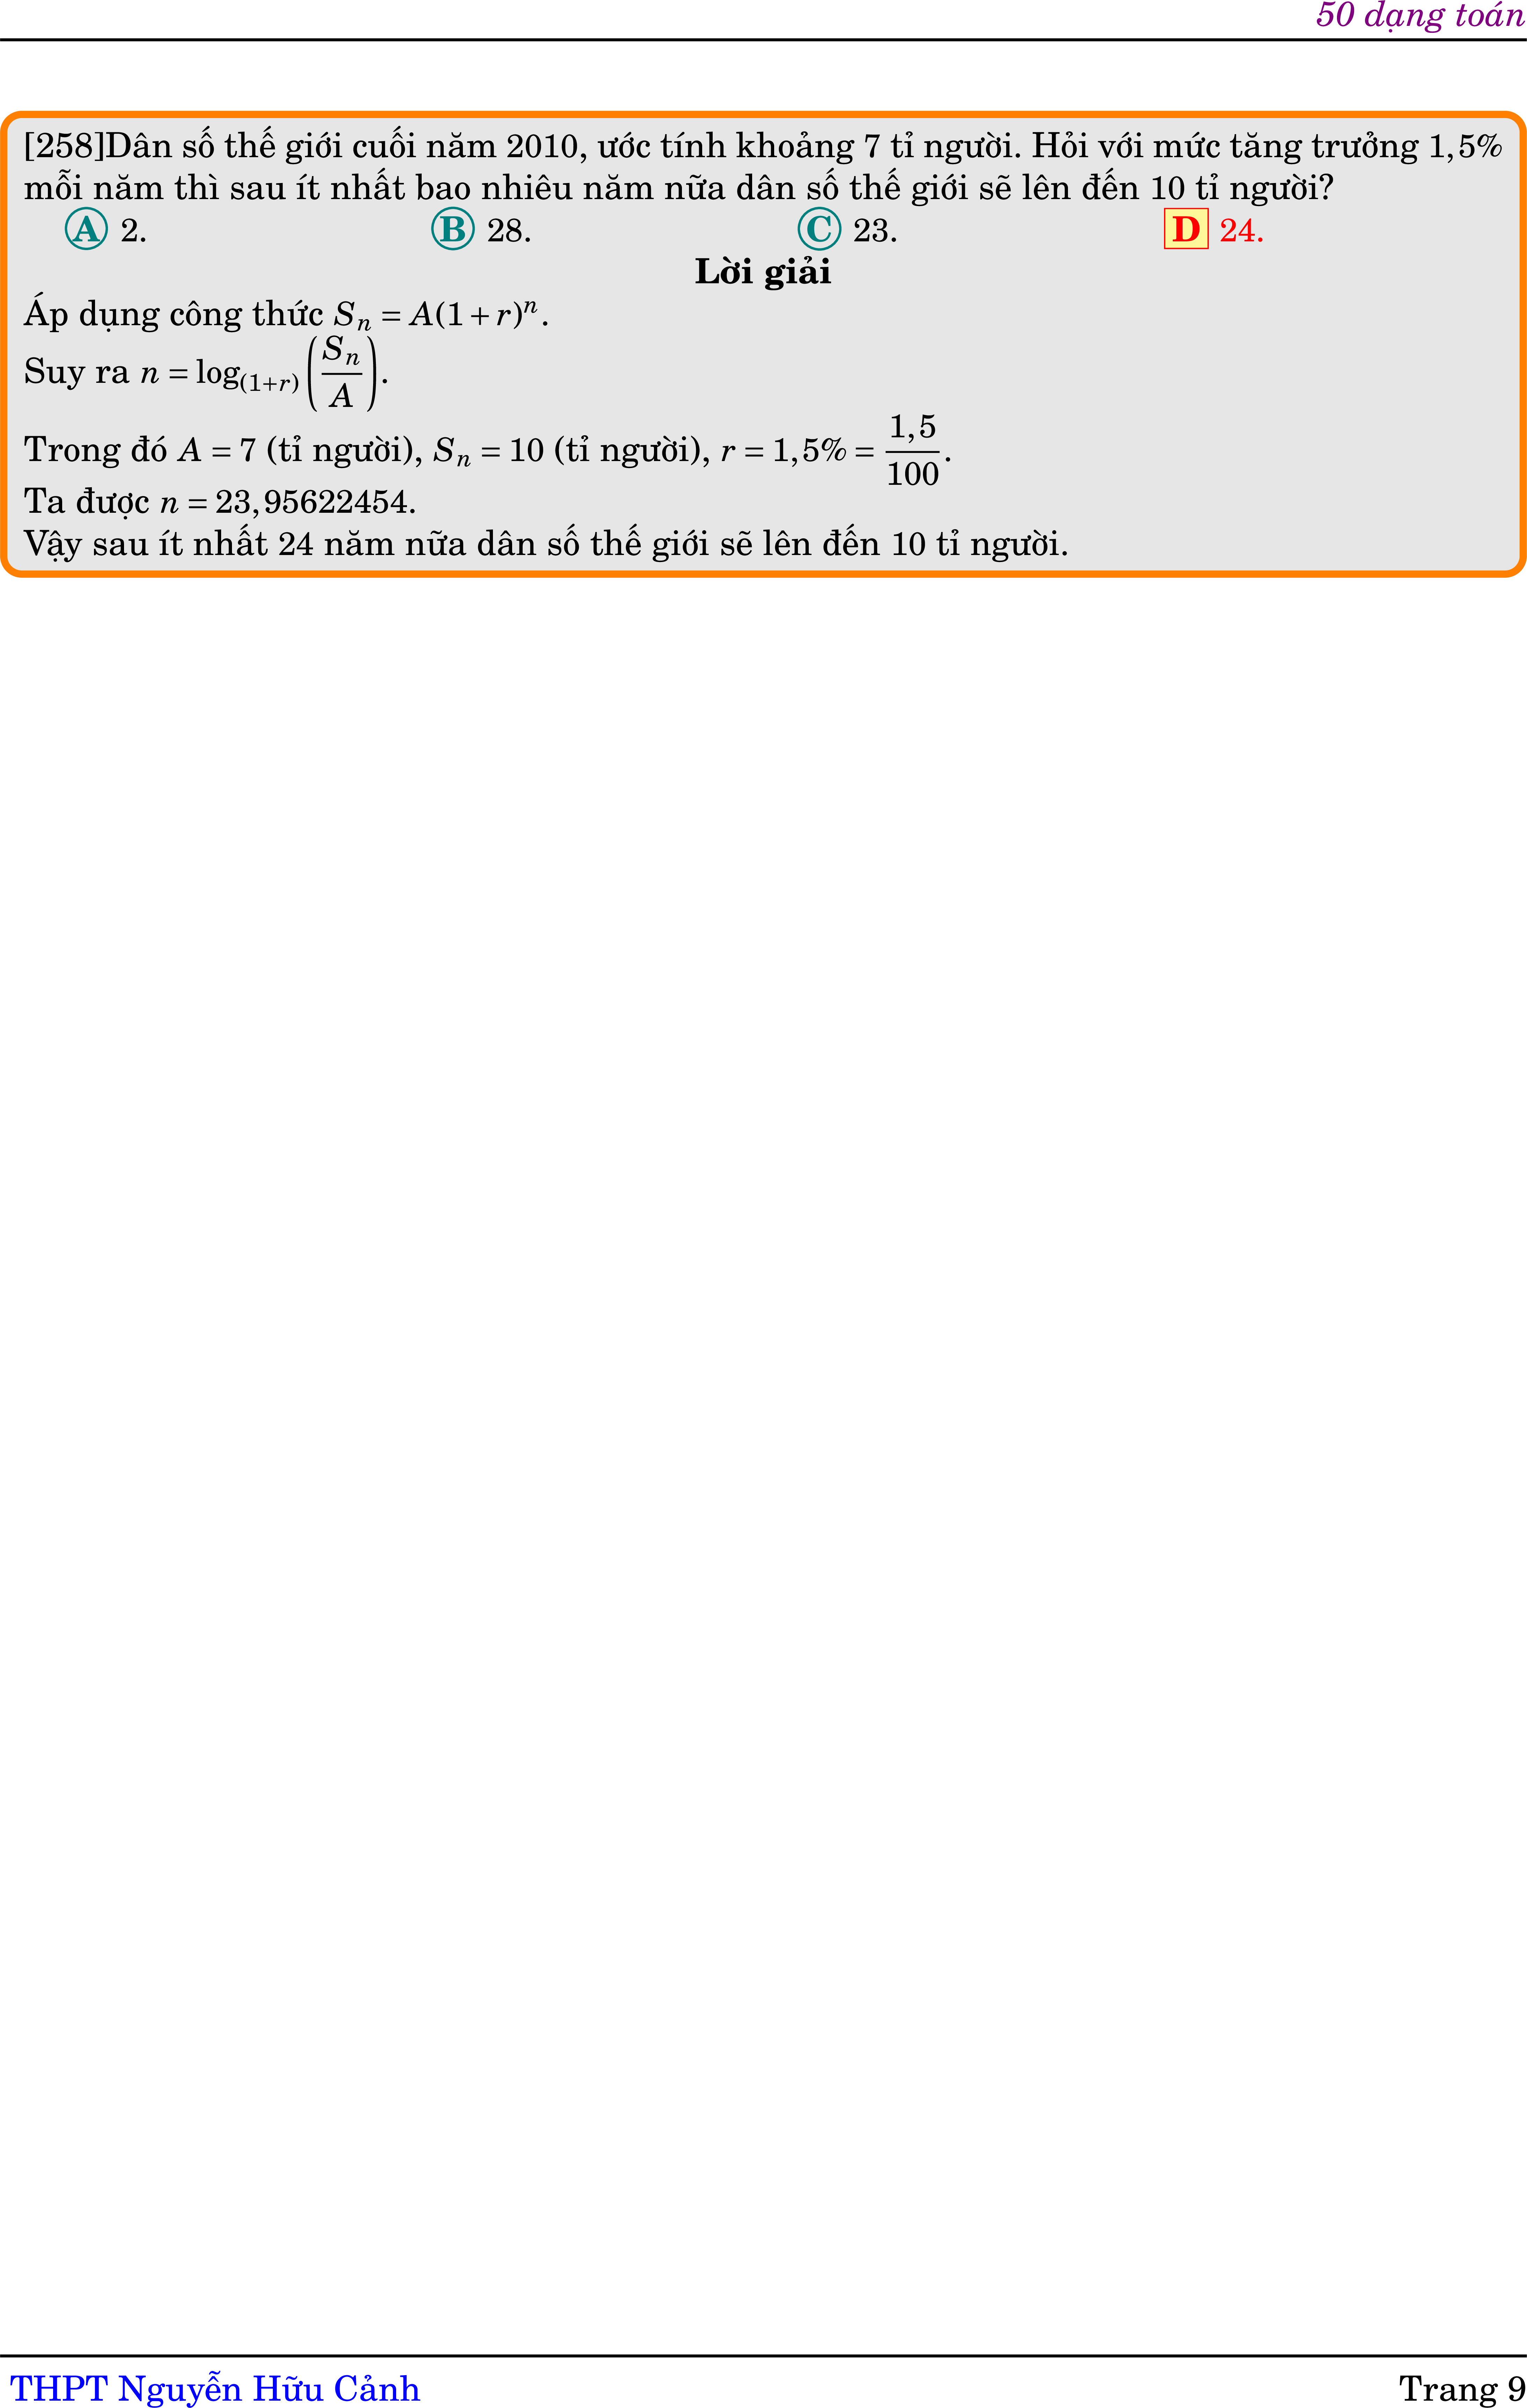 50 dạng toán
[258]Dân số thế giới cuối năm 2010, ước tính khoảng 7 tỉ người. Hỏi với mức tăng trưởng 1,5%
mỗi năm thì sau ít nhất bao nhiêu năm nữa dân số thế giới sẽ lên đến 10 tỉ người?
A 2. B 28. C 23. D 24.
Lời giải
Áp dụng công thức $S_n = A(1+r)^n$.
Suy ra $n = \log_{(1+r)}\left(\dfrac{S_n}{A}\right)$.
Trong đó $A = 7$ (tỉ người), $S_n = 10$ (tỉ người), $r = 1,5\% = \dfrac{1,5}{100}$.
Ta được $n = 23,95622454$.
Vậy sau ít nhất 24 năm nữa dân số thế giới sẽ lên đến 10 tỉ người.
THPT Nguyễn Hữu Cảnh Trang 9